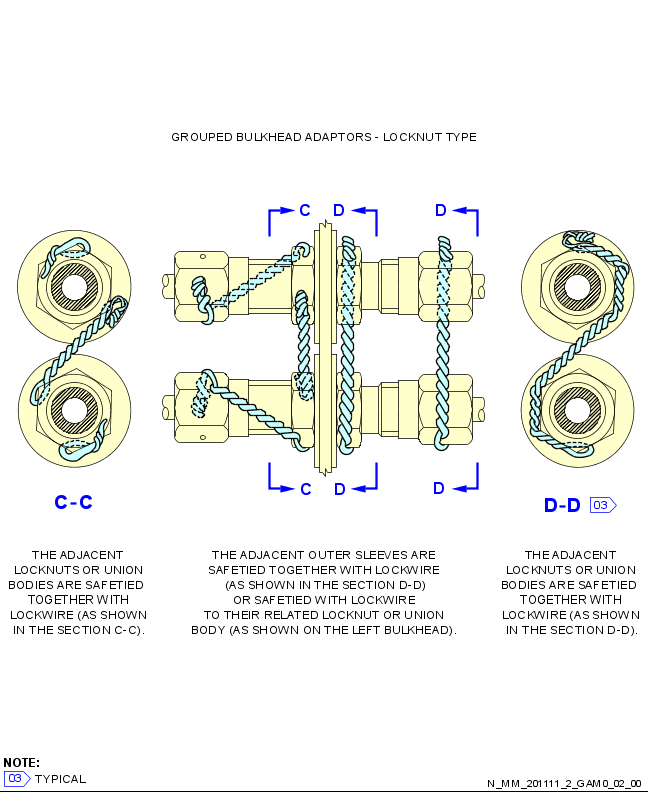 GROUPED BULKHEAD ADAPTORS - LOCKNUT TYPE
C D D
C D D
C-C
D-D 03
THE ADJACENT
LOCKNUTS OR UNION
BODIES ARE SAFETIED
TOGETHER WITH
LOCKWIRE (AS SHOWN
IN THE SECTION C-C).
THE ADJACENT OUTER SLEEVES ARE
SAFETIED TOGETHER WITH LOCKWIRE
(AS SHOWN IN THE SECTION D-D)
OR SAFETIED WITH LOCKWIRE
TO THEIR RELATED LOCKNUT OR UNION
BODY (AS SHOWN ON THE LEFT BULKHEAD).
THE ADJACENT
LOCKNUTS OR UNION
BODIES ARE SAFETIED
TOGETHER WITH
LOCKWIRE (AS SHOWN
IN THE SECTION D-D).
NOTE:
03 TYPICAL
N_MM_201111_2_GAM0_02_00